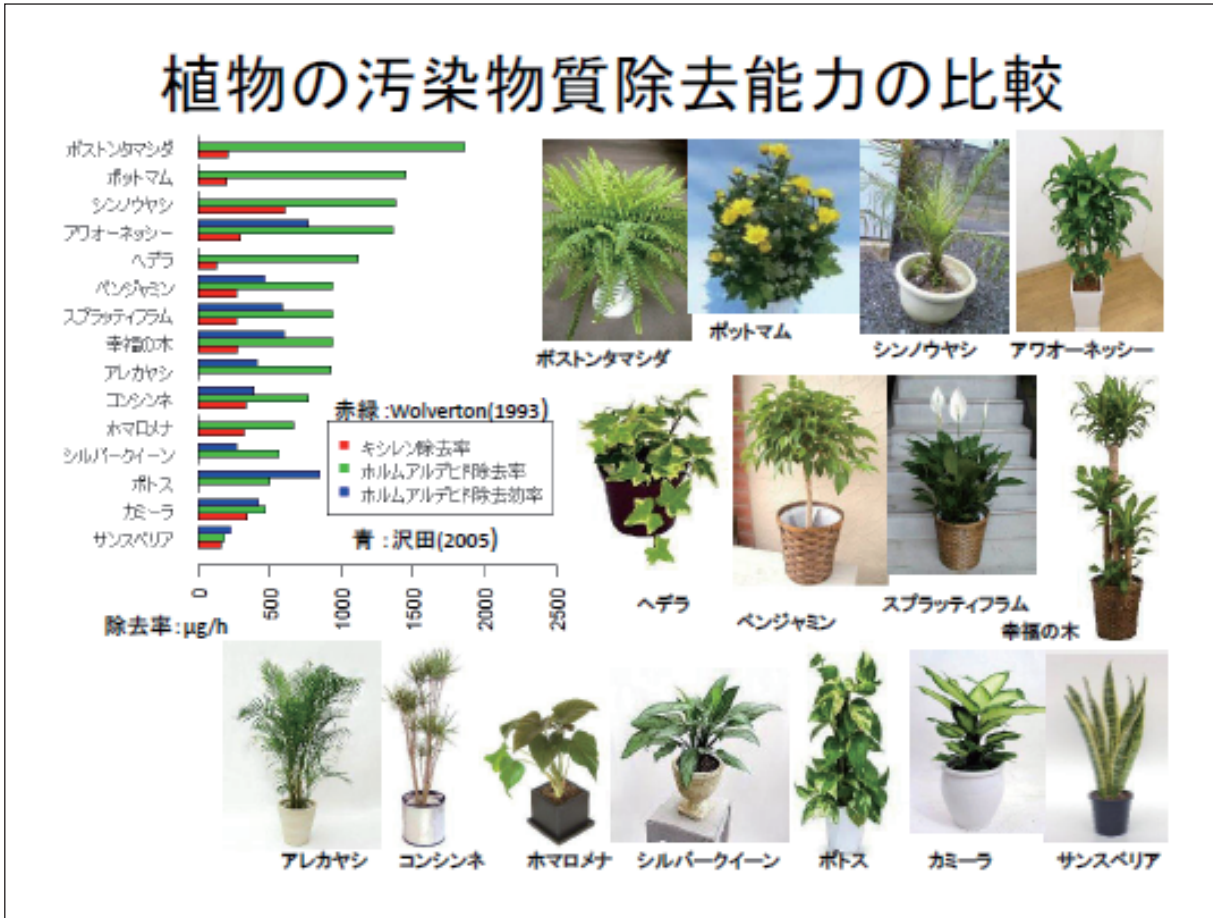 植物の汚染物質除去能力の比較
ボストンタマシダ
ポットマム
シンノウヤシ
アワオーネッシー
ヘデラ
ベンジャミン
スプラッティフラム
幸福の木
アレカヤシ
コンシンネ
ホマロメナ
シルバークイーン
ポトス
カミーラ
サンスベリア
赤緑:Wolverton(1993)
キシレン除去率
ホルムアルデヒド除去率
ホルムアルデヒド除去効率
青:沢田(2005)
0 500 1000 1500 2000 2500
除去率:μg/h
ボストンタマシダ
ポットマム
シンノウヤシ
アワオーネッシー
ヘデラ
ベンジャミン
スプラッティフラム
幸福の木
アレカヤシ
コンシンネ
ホマロメナ
シルバークイーン
ポトス
カミーラ
サンスベリア